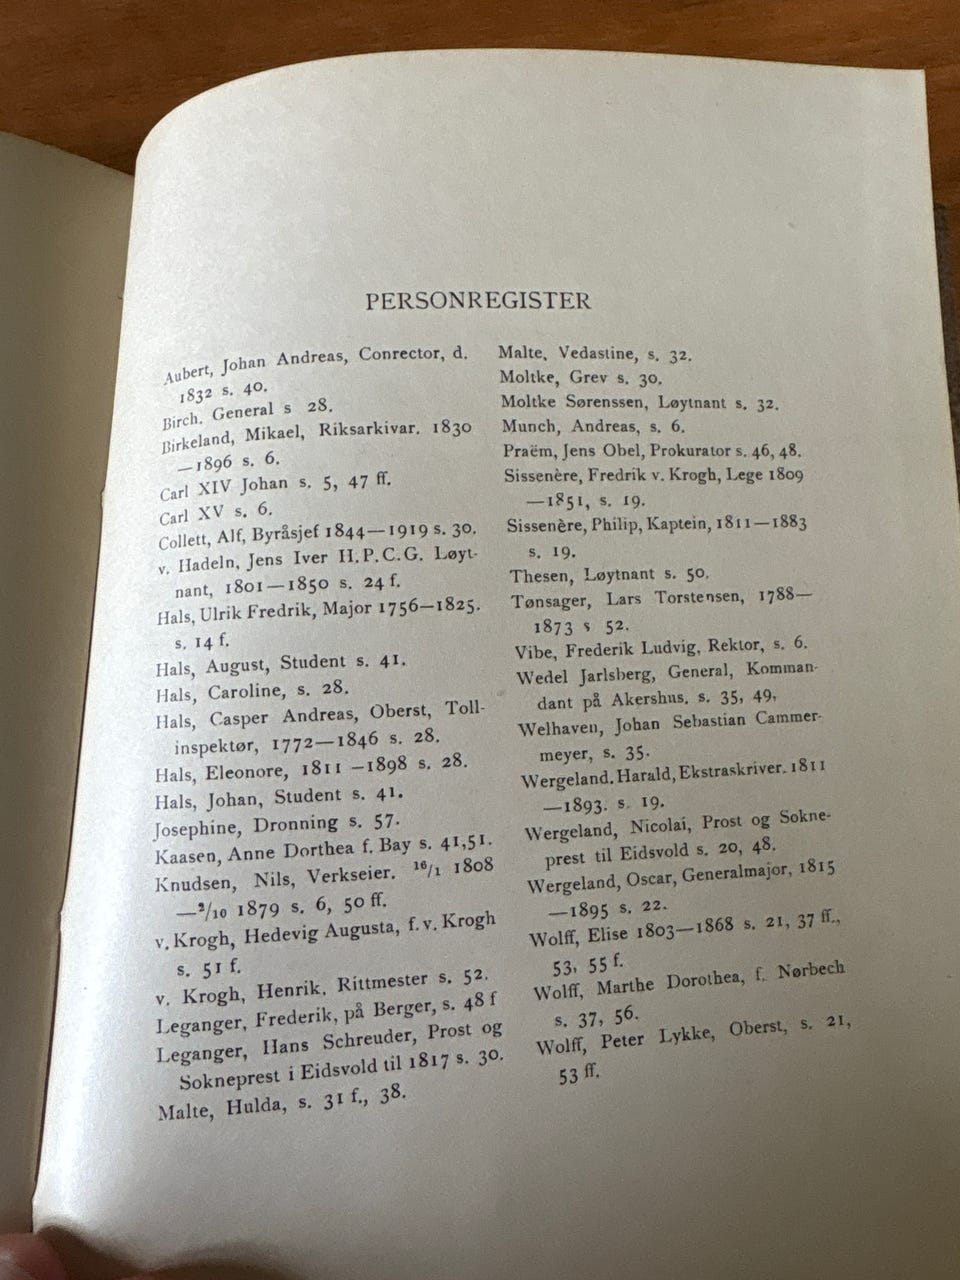 PERSONREGISTER
Aubert, Johan Andreas, Conrector, d.
1832 s. 40.
Birch. General s 28.
Birkeland, Mikael, Riksarkivar. 1830
—1896 s. 6.
Carl XIV Johan s. 5, 47 ff.
Carl XV s. 6.
Collett, Alf, Byråsjef 1844—1919 s. 30.
v. Hadeln, Jens Iver H.P.C.G. Løyt-
nant, 1801—1850 s. 24 f.
Hals, Ulrik Fredrik, Major 1756—1825.
s. 14 f.
Hals, August, Student s. 41.
Hals, Caroline, s. 28.
Hals, Casper Andreas, Oberst, Toll-
inspektør, 1772—1846 s. 28.
Hals, Eleonore, 1811 —1898 s. 28.
Hals, Johan, Student s. 41.
Josephine, Dronning s. 57.
Kaasen, Anne Dorthea f. Bay s. 41,51.
Knudsen, Nils, Verkseier. 16/1 1808
—2/10 1879 s. 6, 50 ff.
v. Krogh, Hedevig Augusta, f. v. Krogh
s. 51 f.
v. Krogh, Henrik. Rittmester s. 52.
Leganger, Frederik, på Berger, s. 48 f
Leganger, Hans Schreuder, Prost og
Sokneprest i Eidsvold til 1817 s. 30.
Malte, Hulda, s. 31 f., 38.
Malte, Vedastine, s. 32.
Moltke, Grev s. 30.
Moltke Sørenssen, Løytnant s. 32.
Munch, Andreas, s. 6.
Praëm, Jens Obel, Prokurator s. 46, 48.
Sissenère, Fredrik v. Krogh, Lege 1809
—1851, s. 19.
Sissenère, Philip, Kaptein, 1811—1883
s. 19.
Thesen, Løytnant s. 50.
Tønsager, Lars Torstensen, 1788—
1873 s 52.
Vibe, Frederik Ludvig, Rektor, s. 6.
Wedel Jarlsberg, General, Komman-
dant på Akershus. s. 35, 49,
Welhaven, Johan Sebastian Cammer-
meyer, s. 35.
Wergeland. Harald, Ekstraskriver. 1811
—1893. s. 19.
Wergeland, Nicolai, Prost og Sokne-
prest til Eidsvold s. 20, 48.
Wergeland, Oscar, Generalmajor, 1815
—1895 s. 22.
Wolff, Elise 1803—1868 s. 21, 37 ff.,
53, 55 f.
Wolff, Marthe Dorothea, f. Nørbech
s. 37, 56.
Wolff, Peter Lykke, Oberst, s. 21,
53 ff.